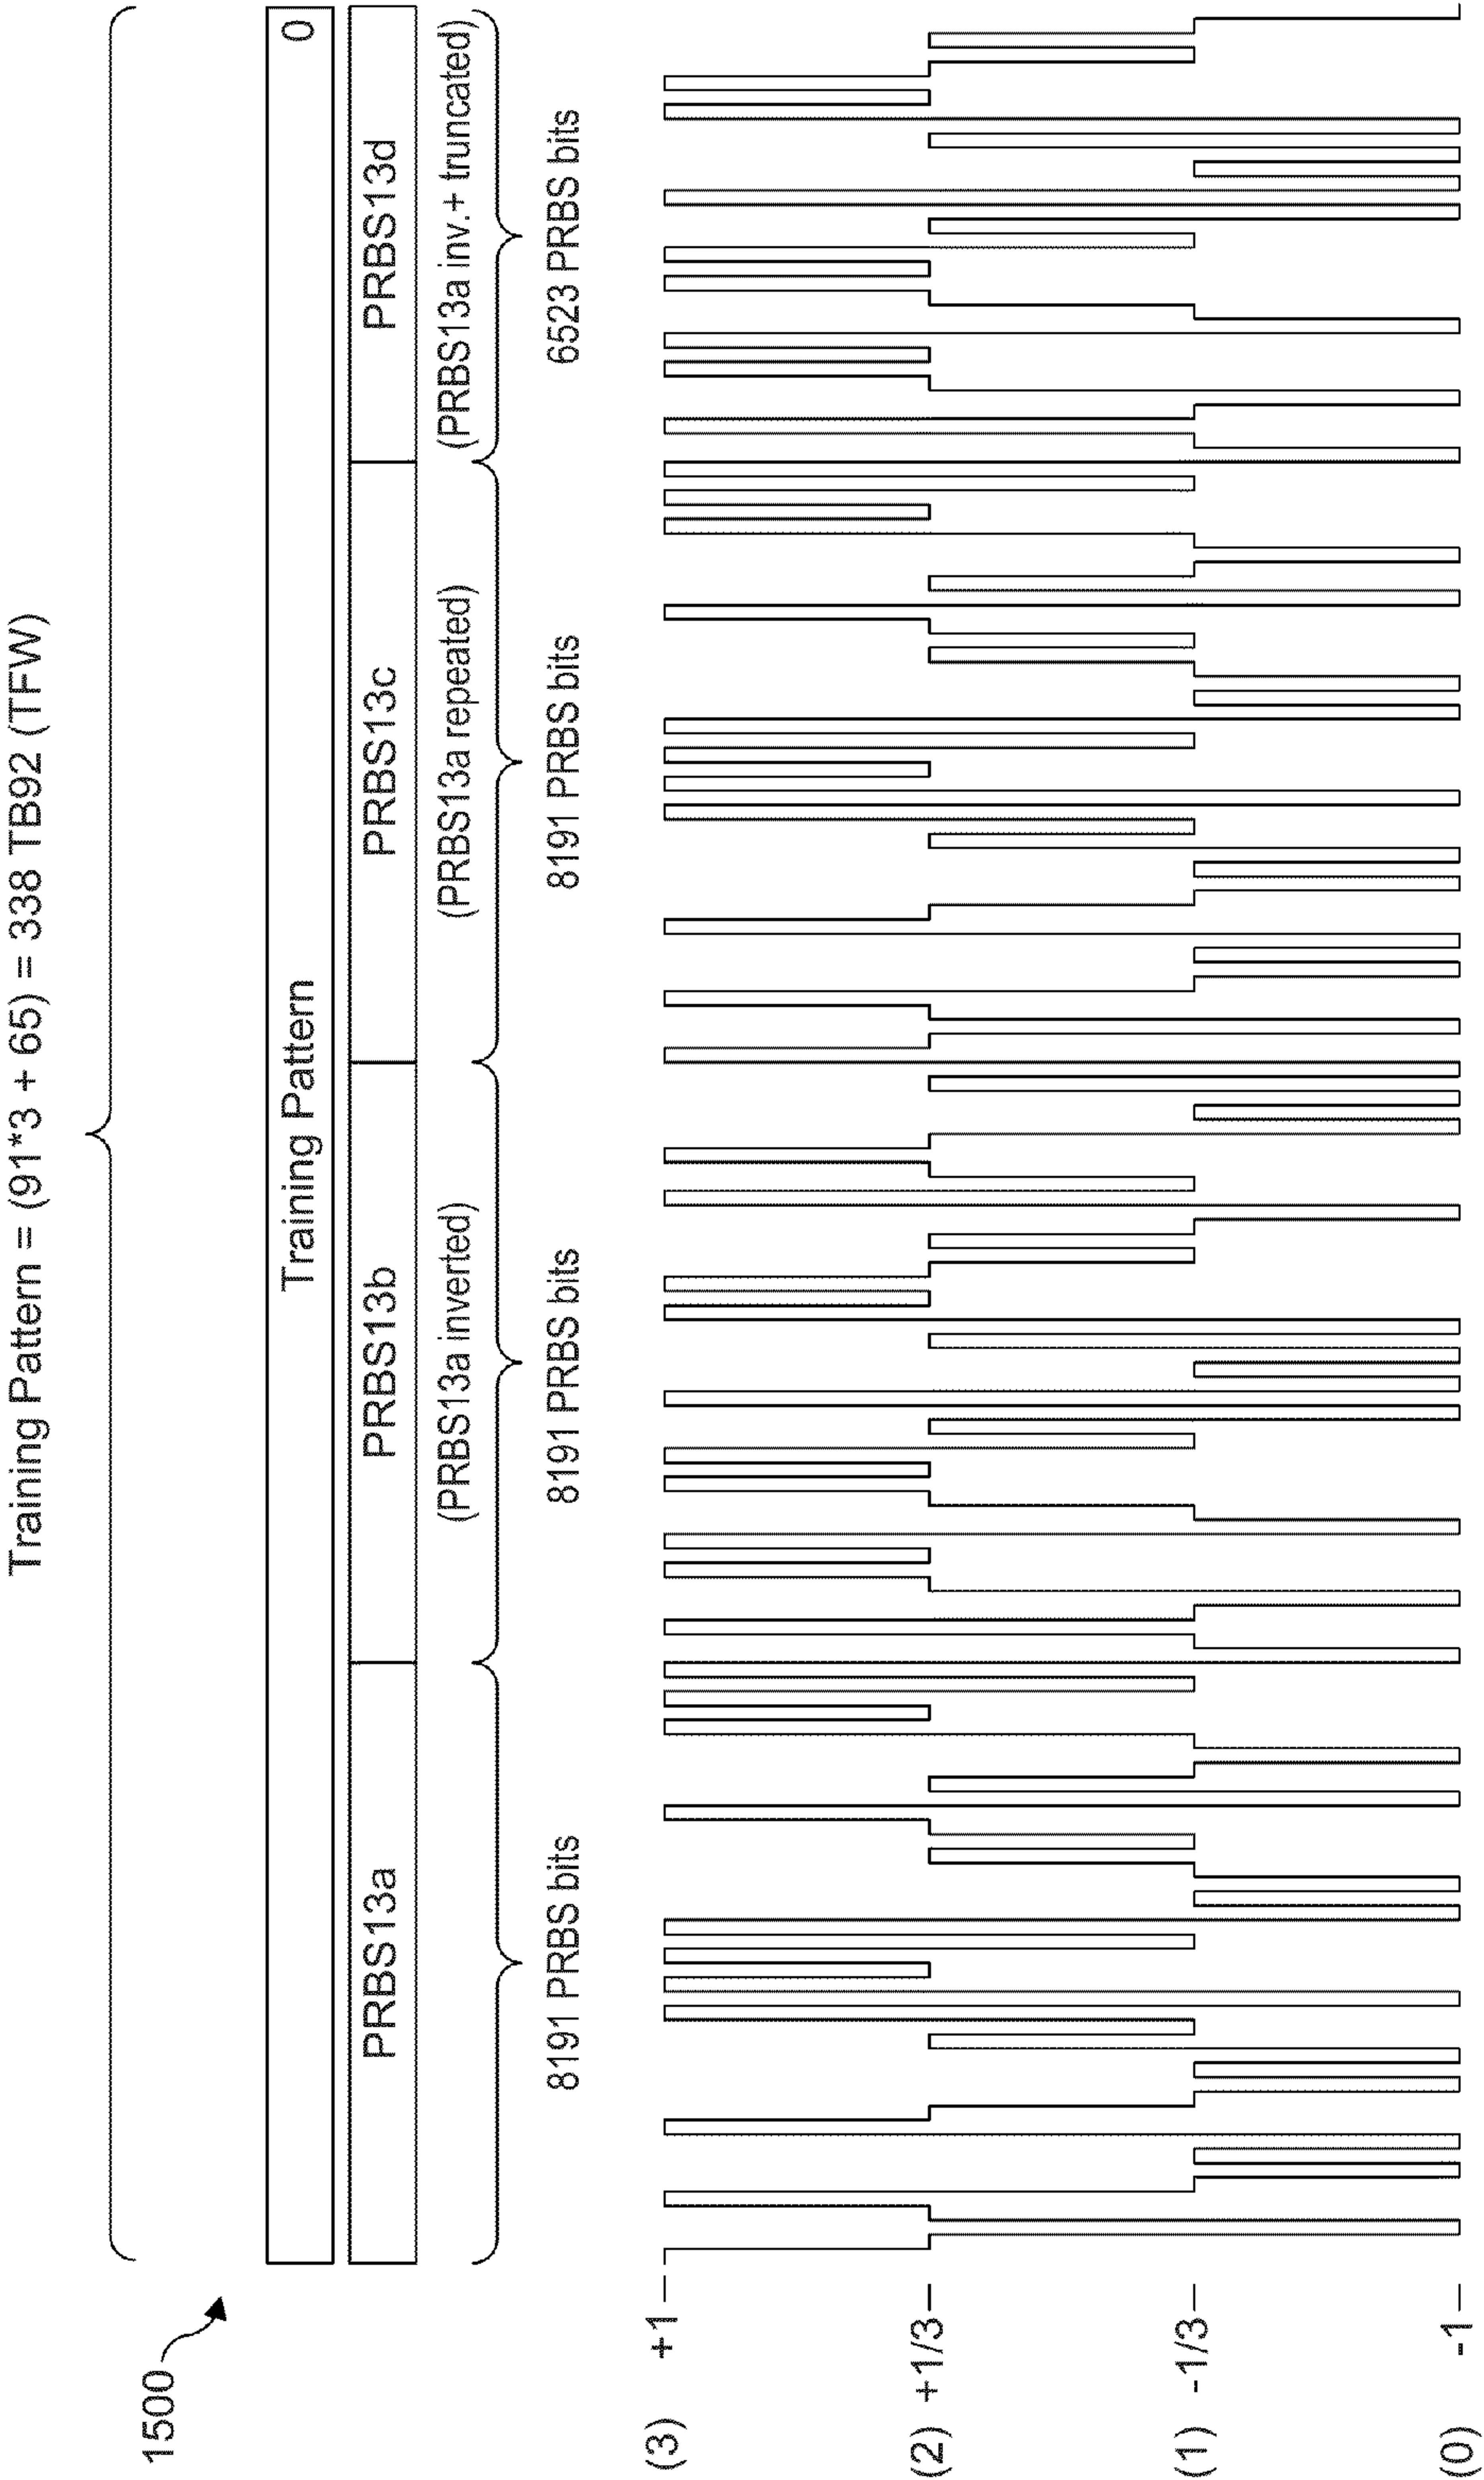 Training Pattern = (91*3 + 65) = 338 TB92 (TFW)
1500
Training Pattern 0
PRBS13a PRBS13b PRBS13c PRBS13d
(PRBS13a inverted) (PRBS13a repeated) (PRBS13a inv.+ truncated)
8191 PRBS bits 8191 PRBS bits 8191 PRBS bits 6523 PRBS bits
(3) +1
(2) +1/3
(1) -1/3
(0) -1